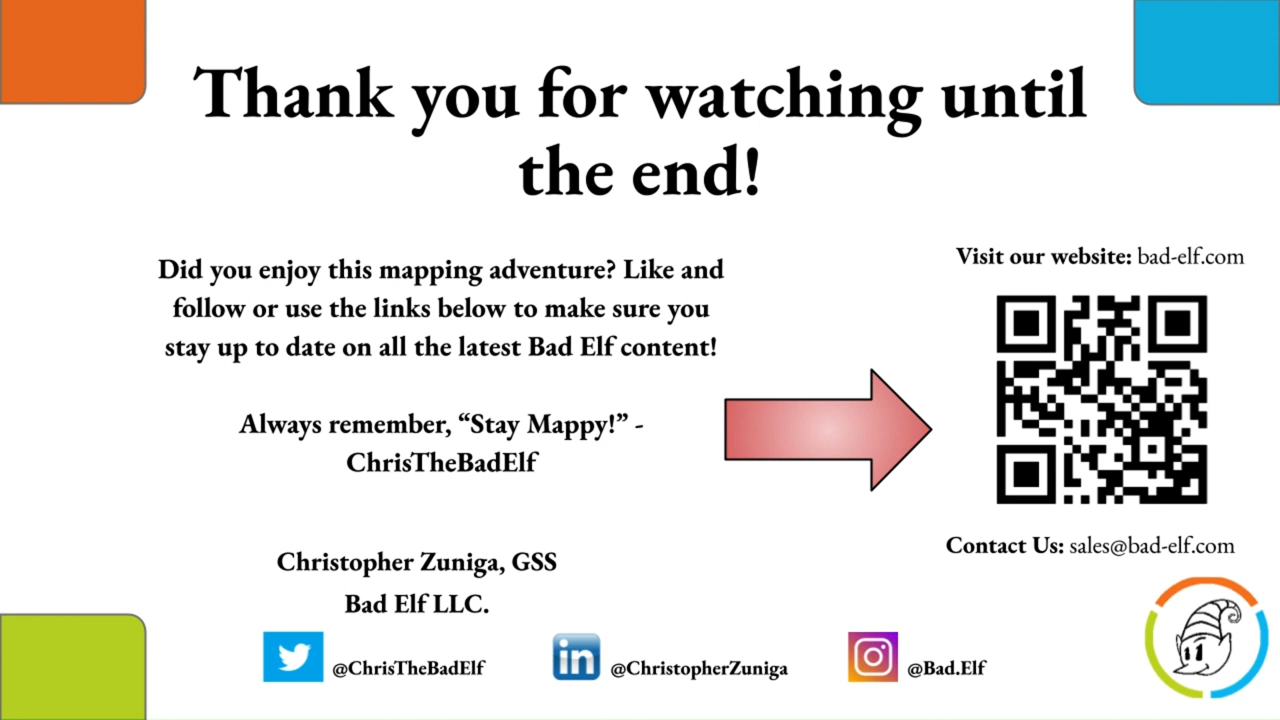 Thank you for watching until
the end!
Did you enjoy this mapping adventure? Like and
follow or use the links below to make sure you
stay up to date on all the latest Bad Elf content!
Always remember, “Stay Mappy!” -
ChrisTheBadElf
Christopher Zuniga, GSS
Bad Elf LLC.
Visit our website: bad-elf.com
Contact Us: sales@bad-elf.com
@ChrisTheBadElf
in
@ChristopherZuniga
@Bad.Elf